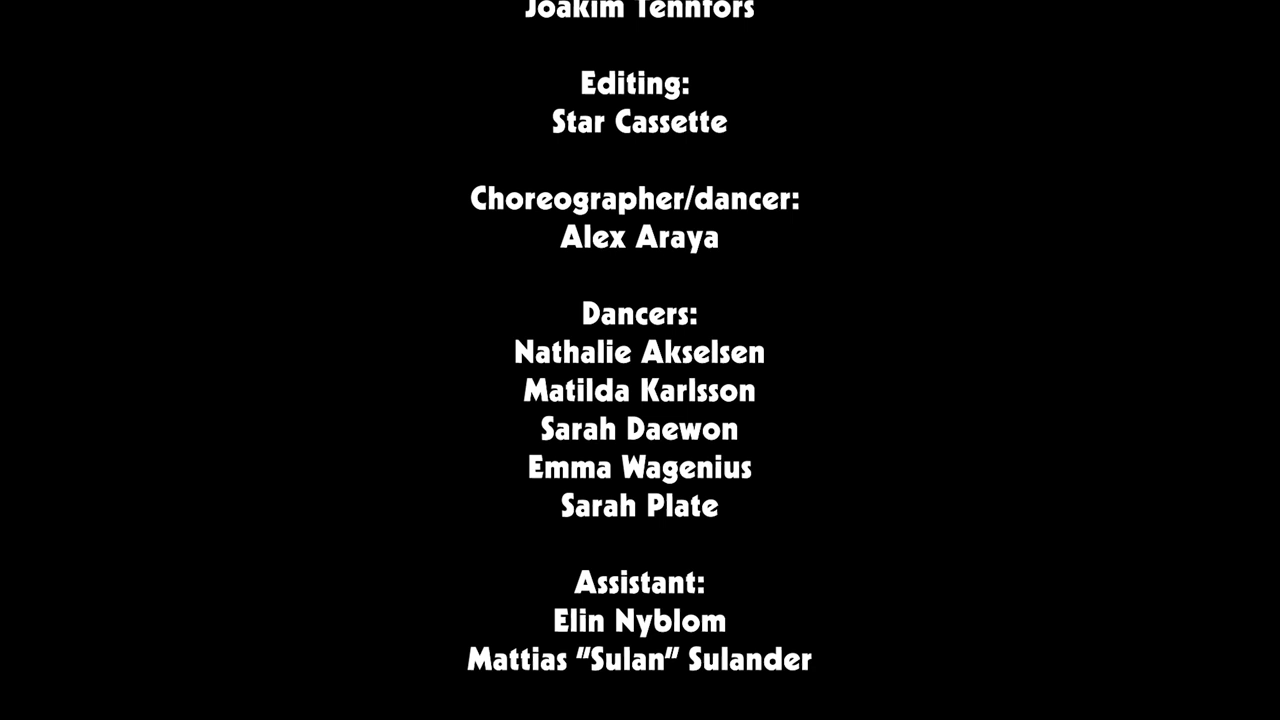 Joakim Tennfors
Editing:
Star Cassette
Choreographer/dancer:
Alex Araya
Dancers:
Nathalie Akselsen
Matilda Karlsson
Sarah Daewon
Emma Wagenius
Sarah Plate
Assistant:
Elin Nyblom
Mattias "Sulan" Sulander